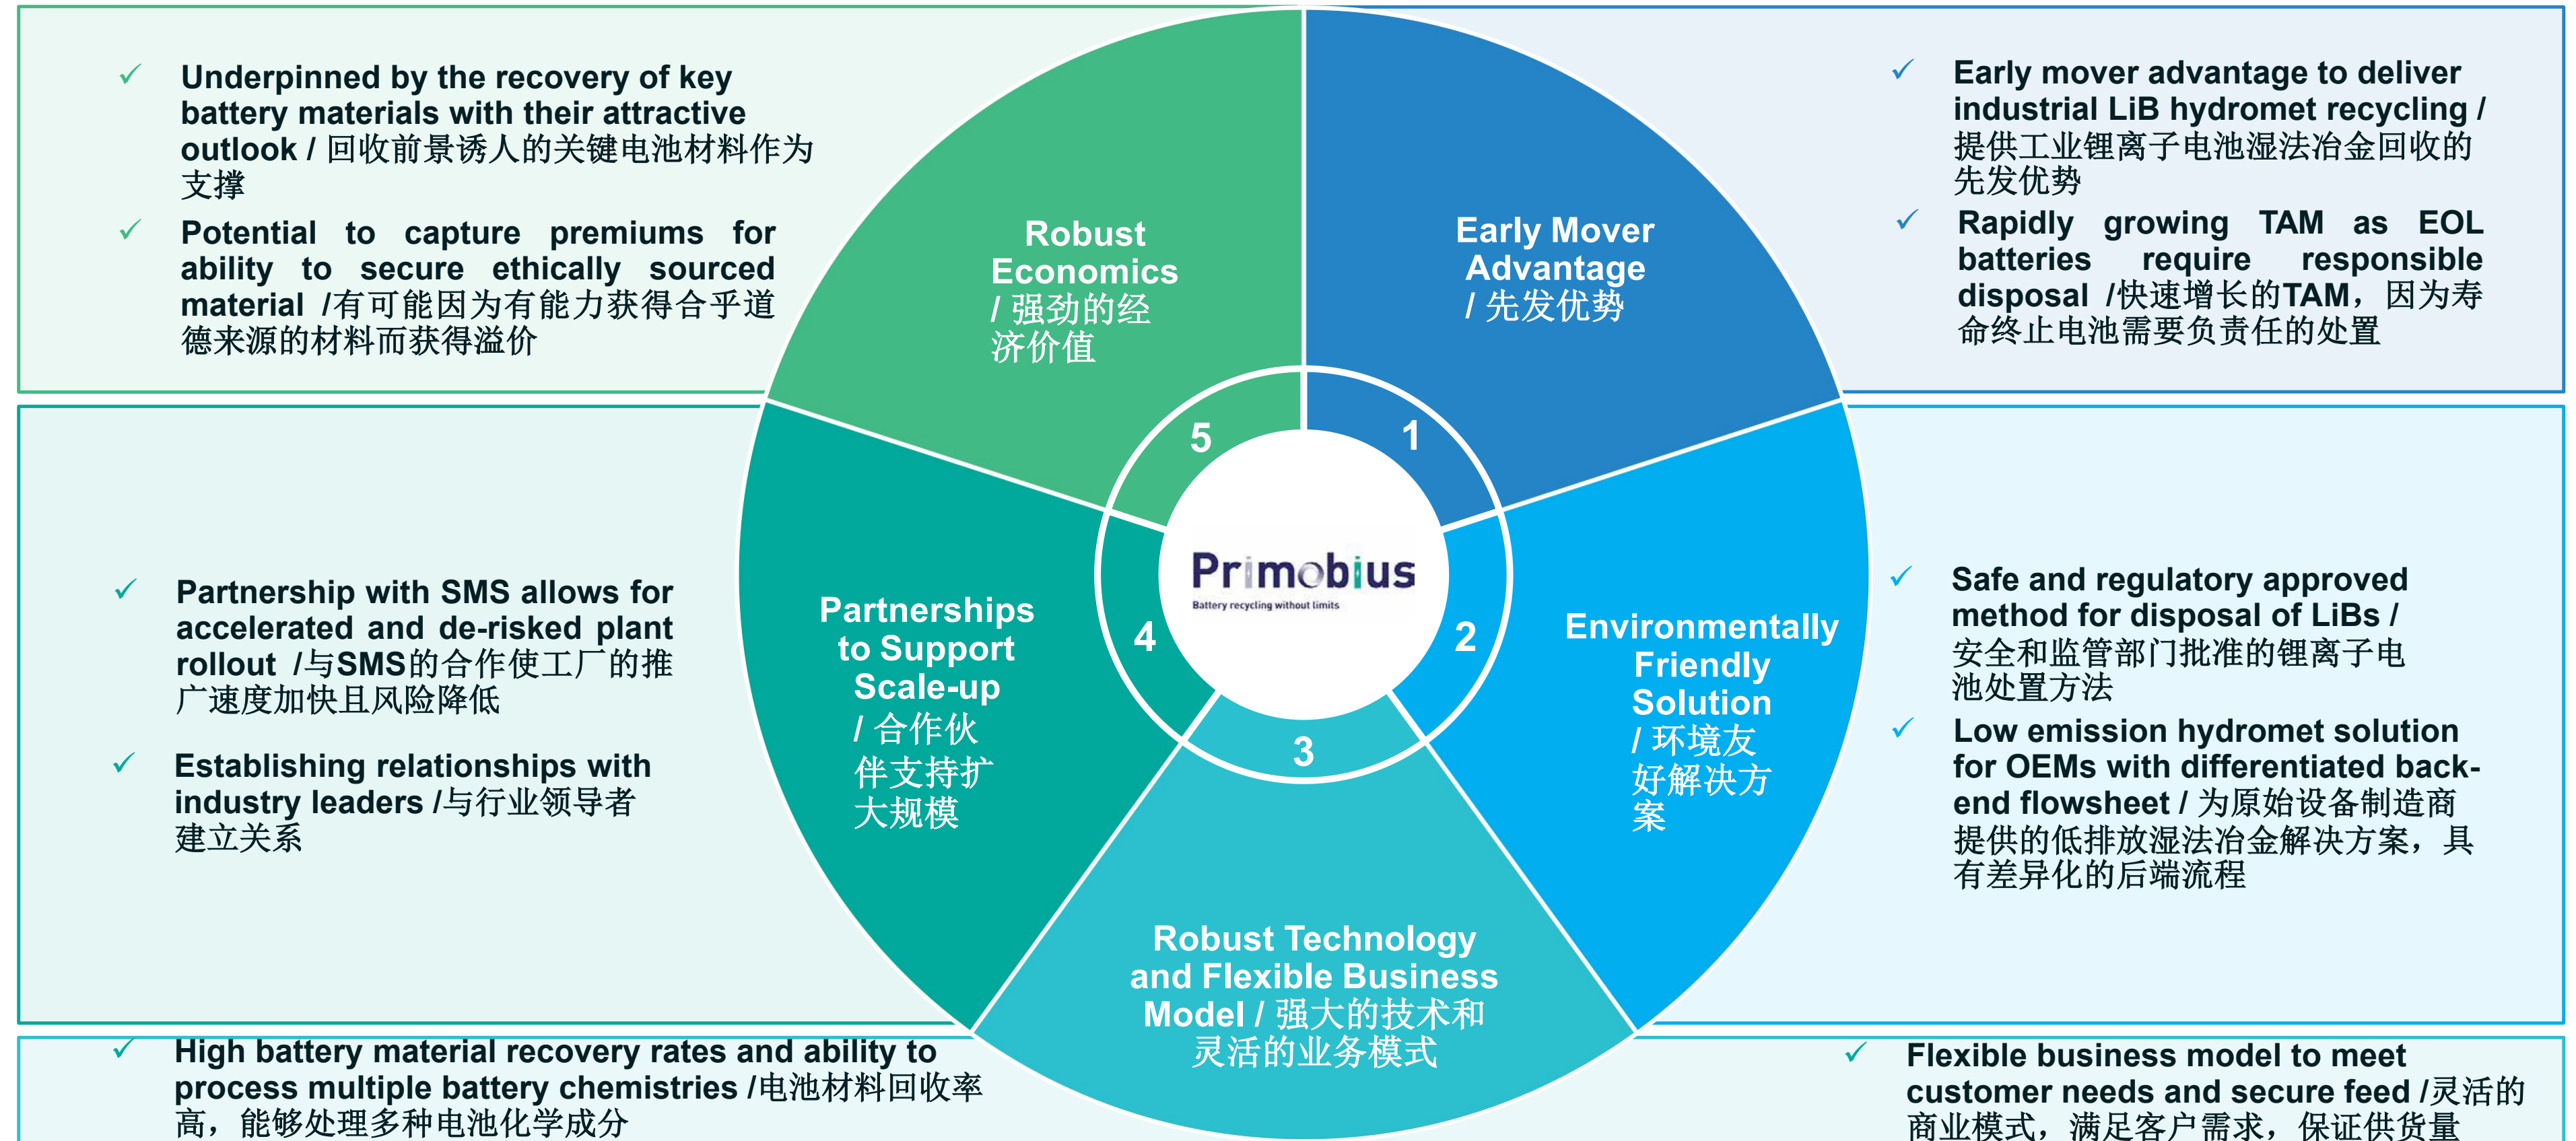 Underpinned by the recovery of key
battery materials with their attractive
outlook / 回收前景诱人的关键电池材料作为
支撑
Potential to capture premiums for
ability to secure ethically sourced
material /有可能因为有能力获得合乎道
德来源的材料而获得溢价
Robust
Economics
/ 强劲的经
济价值
5
Early Mover
Advantage
/ 先发优势
1
Early mover advantage to deliver
industrial LiB hydromet recycling /
提供工业锂离子电池湿法冶金回收的
先发优势
Rapidly growing TAM as EOL
batteries require responsible
disposal /快速增长的TAM，因为寿
命终止电池需要负责任的处置
Partnership with SMS allows for
accelerated and de-risked plant
rollout /与SMS的合作使工厂的推
广速度加快且风险降低
Establishing relationships with
industry leaders /与行业领导者
建立关系
Partnerships
to Support
Scale-up
/ 合作伙
伴支持扩
大规模
4
Primobius
Battery recycling without limits
2
Environmentally
Friendly
Solution
/ 环境友
好解决方
案
Safe and regulatory approved
method for disposal of LiBs /
安全和监管部门批准的锂离子电
池处置方法
Low emission hydromet solution
for OEMs with differentiated back-
end flowsheet / 为原始设备制造商
提供的低排放湿法冶金解决方案，具
有差异化的后端流程
3
Robust Technology
and Flexible Business
Model / 强大的技术和
灵活的业务模式
High battery material recovery rates and ability to
process multiple battery chemistries /电池材料回收率
高，能够处理多种电池化学成分
Flexible business model to meet
customer needs and secure feed /灵活的
商业模式，满足客户需求，保证供货量